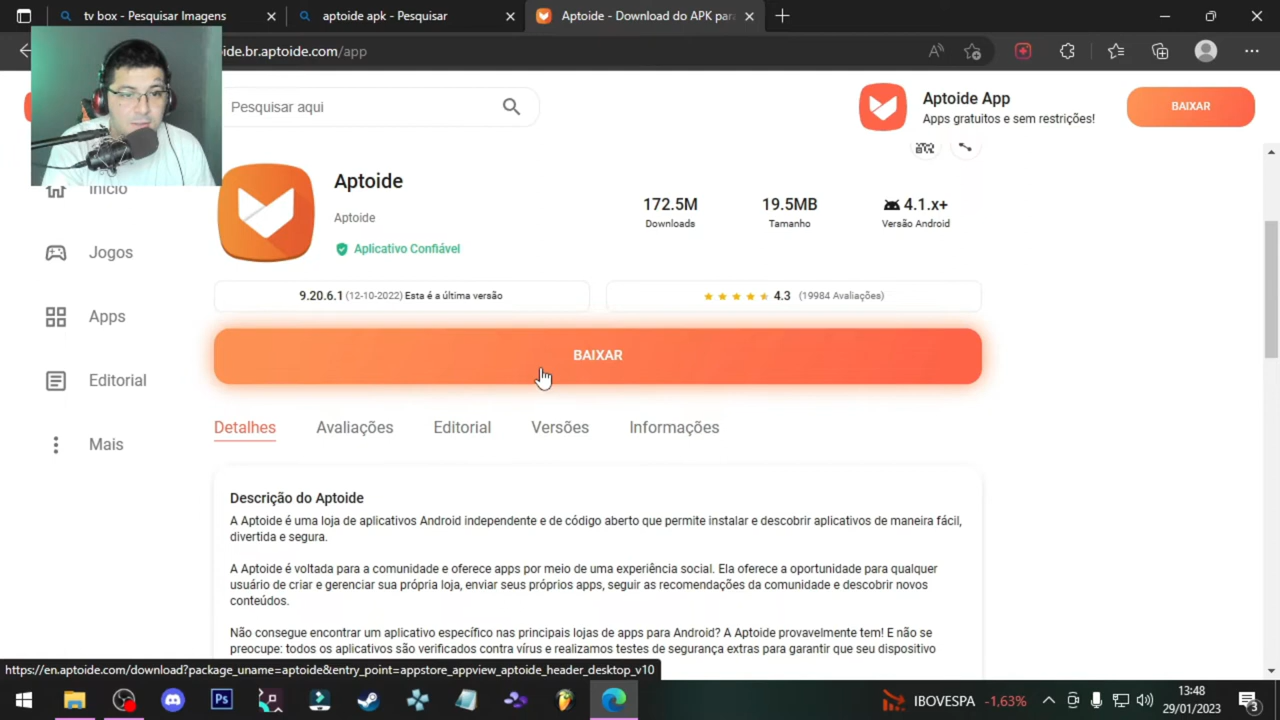 tv box - Pesquisar Imagens
aptoide apk - Pesquisar
Aptoide - Download do APK para
ide.br.aptoide.com/app
Pesquisar aqui
Aptoide App
Apps gratuitos e sem restrições!
BAIXAR
Início
Jogos
Apps
Editorial
Mais
Aptoide
Aptoide
Aplicativo Confiável
172.5M
Downloads
19.5MB
Tamanho
4.1.x+
Versão Android
9.20.6.1 (12-10-2022) Esta é a última versão
4.3 (19984 Avaliações)
BAIXAR
Detalhes
Avaliações
Editorial
Versões
Informações
Descrição do Aptoide
A Aptoide é uma loja de aplicativos Android independente e de código aberto que permite instalar e descobrir aplicativos de maneira fácil,
divertida e segura.
A Aptoide é voltada para a comunidade e oferece apps por meio de uma experiência social. Ela oferece a oportunidade para qualquer
usuário de criar e gerenciar sua própria loja, enviar seus próprios apps, seguir as recomendações da comunidade e descobrir novos
conteúdos.
Não consegue encontrar um aplicativo específico nas principais lojas de apps para Android? A Aptoide provavelmente tem! E não se
preocupe: todos os aplicativos são verificados contra vírus e realizamos testes de segurança extras para garantir que seu dispositivo
https://en.aptoide.com/download?package_uname=aptoide&entry_point=appstore_appview_aptoide_header_desktop_v10
Ps
IBOVESPA -1,63%
13:48
29/01/2023
3